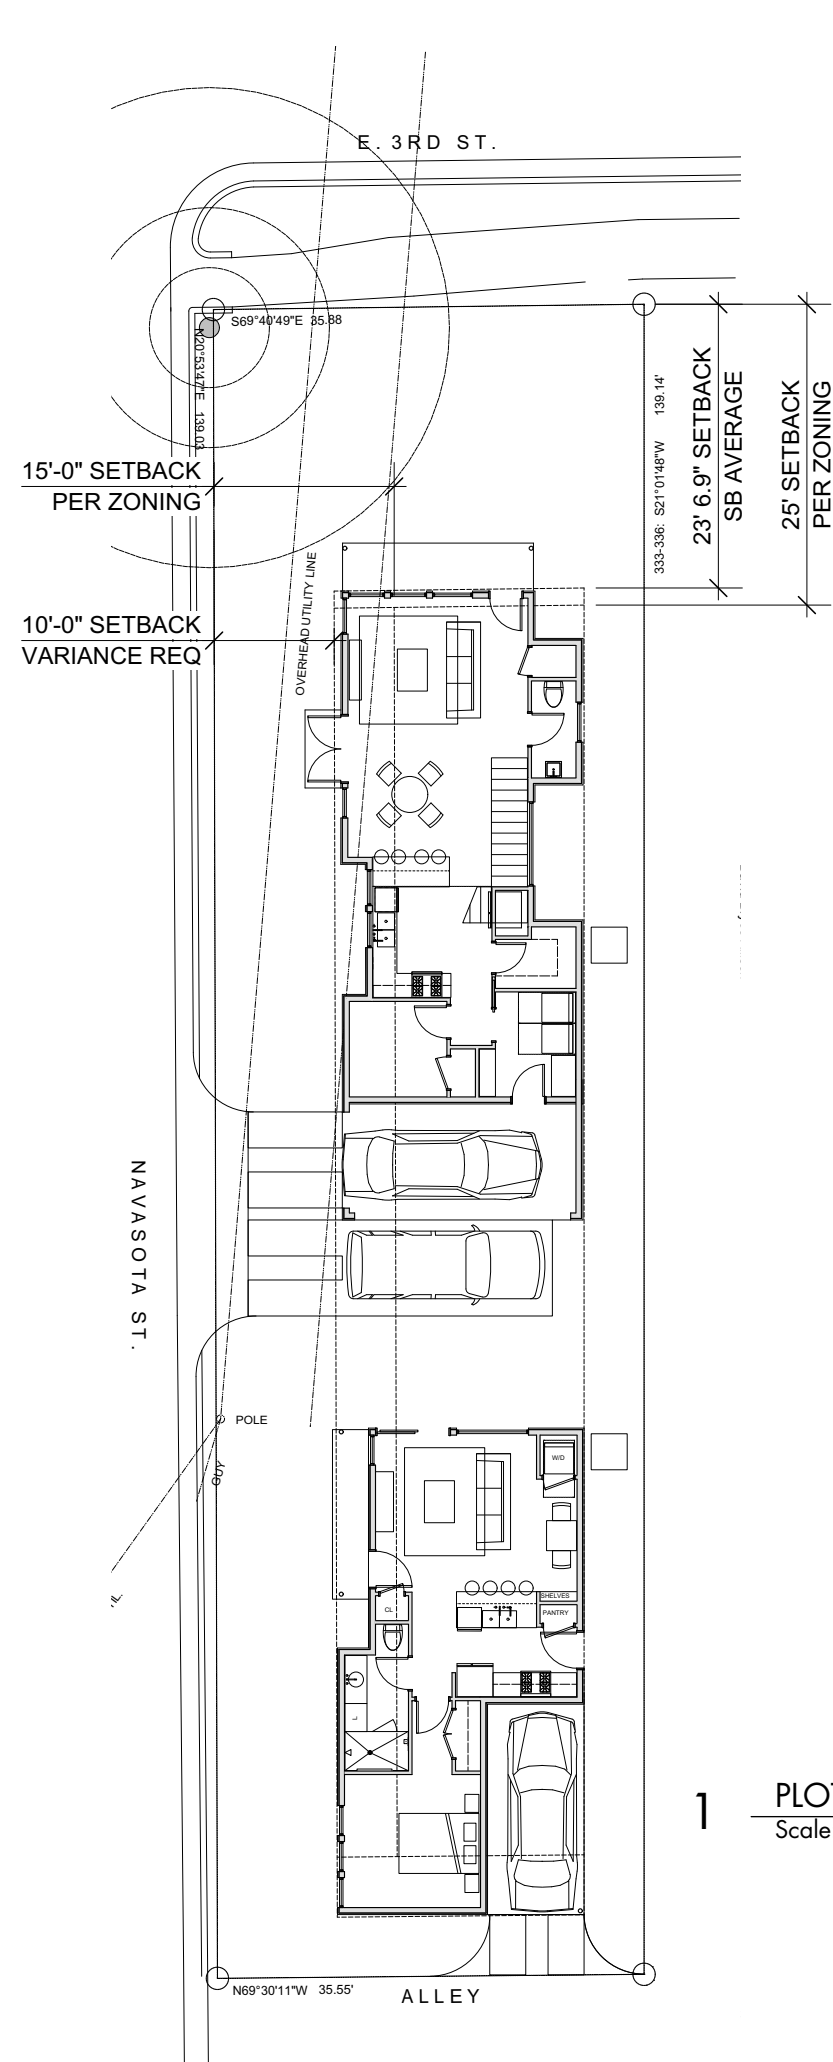 E. 3RD ST.
S69°40'49"E 35.88
N20°53'47"E 139.03
15'-0" SETBACK
PER ZONING
10'-0" SETBACK
VARIANCE REQ
OVERHEAD UTILITY LINE
333-336: S21°01'48"W 139.14'
23' 6.9" SETBACK
SB AVERAGE
25' SETBACK
PER ZONING
NAVASOTA ST.
POLE
GUY
W/D
SHELVES
PANTRY
CL
L
1
PLOT
Scale
N69°30'11"W 35.55'
ALLEY